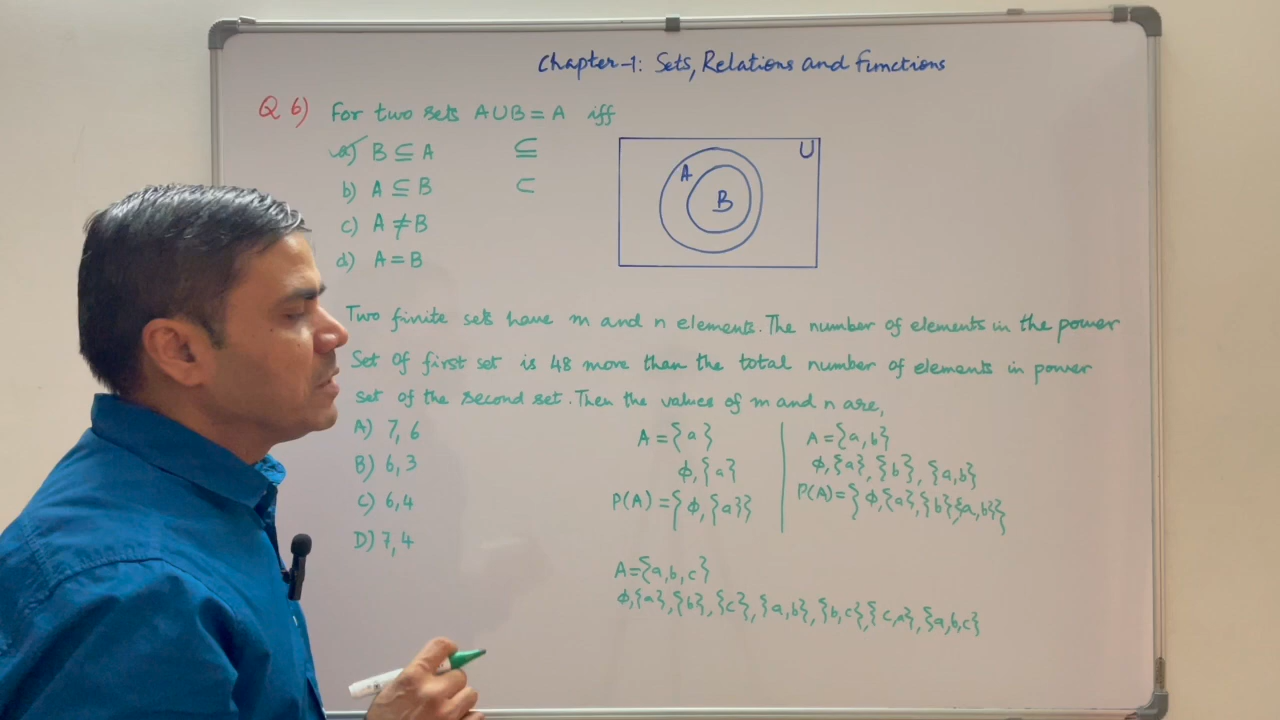 Chapter-1: Sets, Relations and Functions
Q 6) For two sets A∪B = A iff
a) B ⊆ A ⊆
b) A ⊆ B ⊂
c) A ≠ B
d) A = B
U
A
B
Two finite sets have m and n elements. The number of elements in the power
Set of first set is 48 more than the total number of elements in power
set of the second set. Then the values of m and n are,
A) 7, 6
B) 6, 3
C) 6, 4
D) 7, 4
A = {a}
ϕ, {a}
P(A) = {ϕ, {a}}
A = {a, b}
ϕ, {a}, {b}, {a, b}
P(A) = } ϕ, {a}, {b} {a, b}}
A = {a, b, c}
ϕ, {a}, {b}, {c}, {a, b}, {b, c}, {c, a}, {a, b, c}